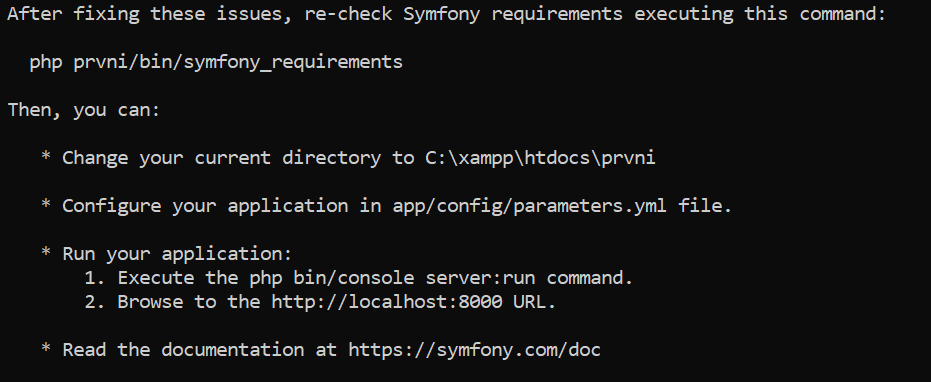 After fixing these issues, re-check Symfony requirements executing this command:
php prvni/bin/symfony_requirements
Then, you can:
* Change your current directory to C:\xampp\htdocs\prvni
* Configure your application in app/config/parameters.yml file.
* Run your application:
1. Execute the php bin/console server:run command.
2. Browse to the http://localhost:8000 URL.
* Read the documentation at https://symfony.com/doc